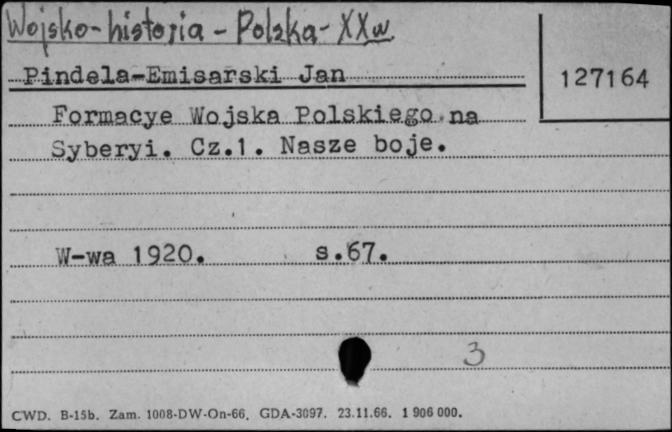 Wojsko-historia - Polska - XXw
Pindela-Emisarski Jan
127164
Formacye Wojska Polskiego na
Syberyi. Cz.1. Nasze boje.
W-wa 1920. s.67.
3
CWD. B-15b. Zam. 1008-DW-On-66. GDA-3097. 23.11.66. 1 906 000.